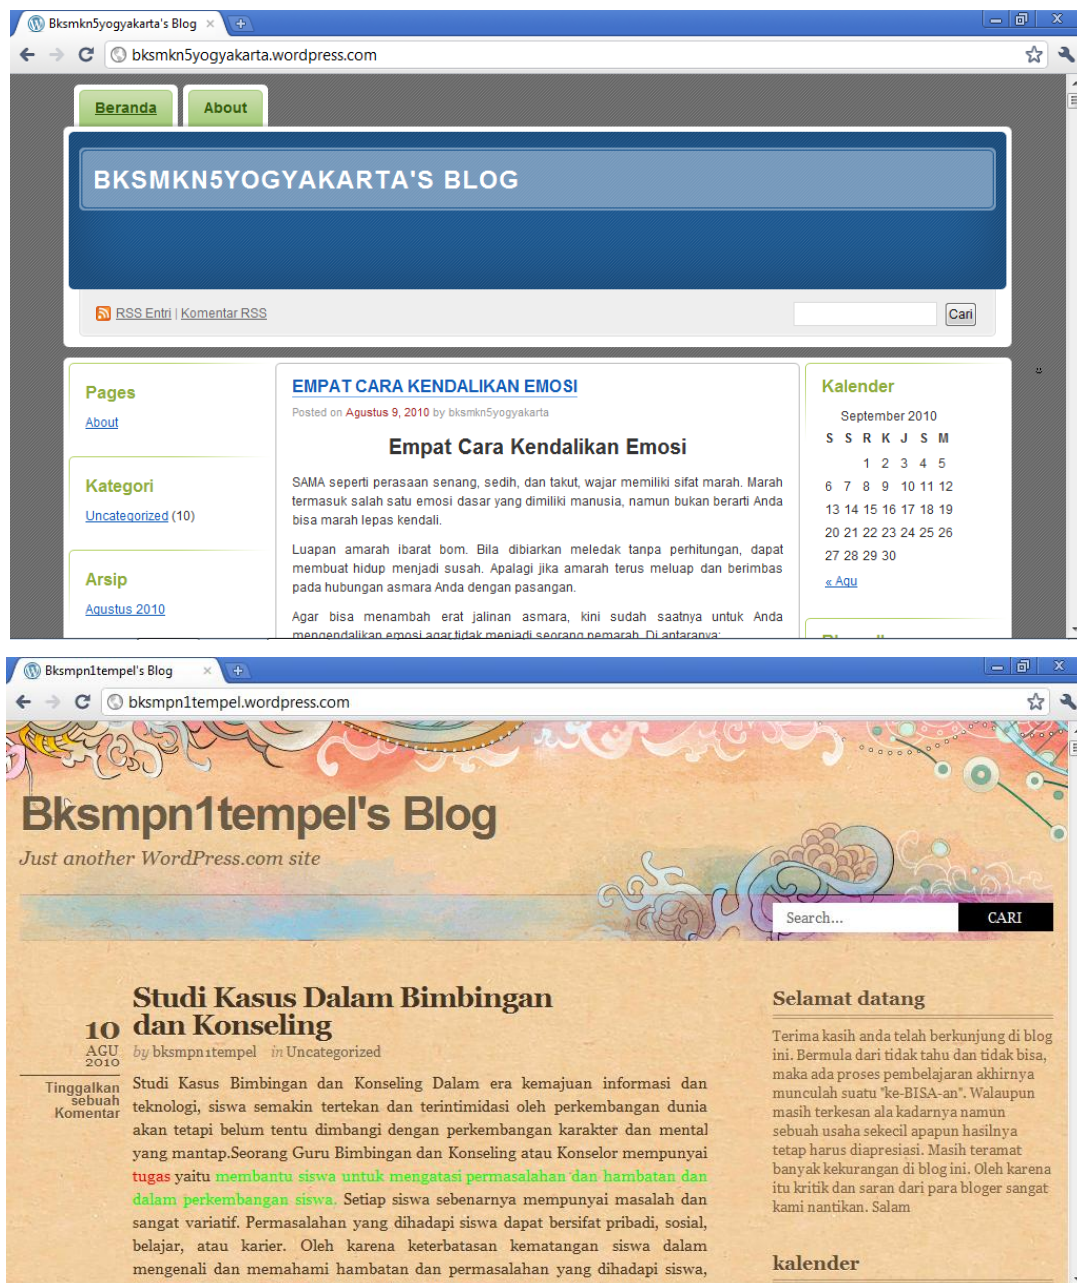 Bksmkn5yogyakarta's Blog
bksmkn5yogyakarta.wordpress.com
Beranda
About
BKSMKN5YOGYAKARTA'S BLOG
RSS Entri | Komentar RSS
Cari
Pages
About
Kategori
Uncategorized (10)
Arsip
Agustus 2010
EMPAT CARA KENDALIKAN EMOSI
Posted on Agustus 9, 2010 by bksmkn5yogyakarta
Empat Cara Kendalikan Emosi
SAMA seperti perasaan senang, sedih, dan takut, wajar memiliki sifat marah. Marah
termasuk salah satu emosi dasar yang dimiliki manusia, namun bukan berarti Anda
bisa marah lepas kendali.
Luapan amarah ibarat bom. Bila dibiarkan meledak tanpa perhitungan, dapat
membuat hidup menjadi susah. Apalagi jika amarah terus meluap dan berimbas
pada hubungan asmara Anda dengan pasangan.
Agar bisa menambah erat jalinan asmara, kini sudah saatnya untuk Anda
mengendalikan emosi agar tidak menjadi seorang pemarah. Di antaranya:
Kalender
September 2010
S S R K J S M
1 2 3 4 5
6 7 8 9 10 11 12
13 14 15 16 17 18 19
20 21 22 23 24 25 26
27 28 29 30
« Agu
Bksmpn1tempel's Blog
bksmpn1tempel.wordpress.com
Bksmpn1tempel's Blog
Just another WordPress.com site
Search...
CARI
10
AGU
2010
Tinggalkan
sebuah
Komentar
Studi Kasus Dalam Bimbingan
dan Konseling
by bksmpn1tempel in Uncategorized
Studi Kasus Bimbingan dan Konseling Dalam era kemajuan informasi dan
teknologi, siswa semakin tertekan dan terintimidasi oleh perkembangan dunia
akan tetapi belum tentu dimbangi dengan perkembangan karakter dan mental
yang mantap.Seorang Guru Bimbingan dan Konseling atau Konselor mempunyai
tugas yaitu membantu siswa untuk mengatasi permasalahan dan hambatan dan
dalam perkembangan siswa. Setiap siswa sebenarnya mempunyai masalah dan
sangat variatif. Permasalahan yang dihadapi siswa dapat bersifat pribadi, sosial,
belajar, atau karier. Oleh karena keterbatasan kematangan siswa dalam
mengenali dan memahami hambatan dan permasalahan yang dihadapi siswa,
Selamat datang
Terima kasih anda telah berkunjung di blog
ini. Bermula dari tidak tahu dan tidak bisa,
maka ada proses pembelajaran akhirnya
munculah suatu "ke-BISA-an". Walaupun
masih terkesan ala kadarnya namun
sebuah usaha sekecil apapun hasilnya
tetap harus diapresiasi. Masih teramat
banyak kekurangan di blog ini. Oleh karena
itu kritik dan saran dari para bloger sangat
kami nantikan. Salam
kalender